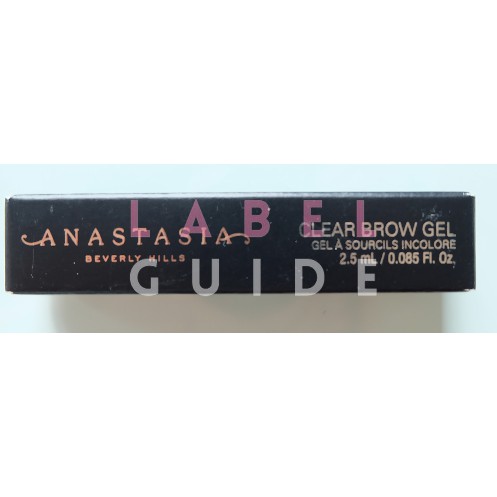 ANASTASIA
BEVERLY HILLS
CLEAR BROW GEL
GEL À SOURCILS INCOLORE
2.5 mL / 0.085 Fl. Oz.
LABEL
GUIDE